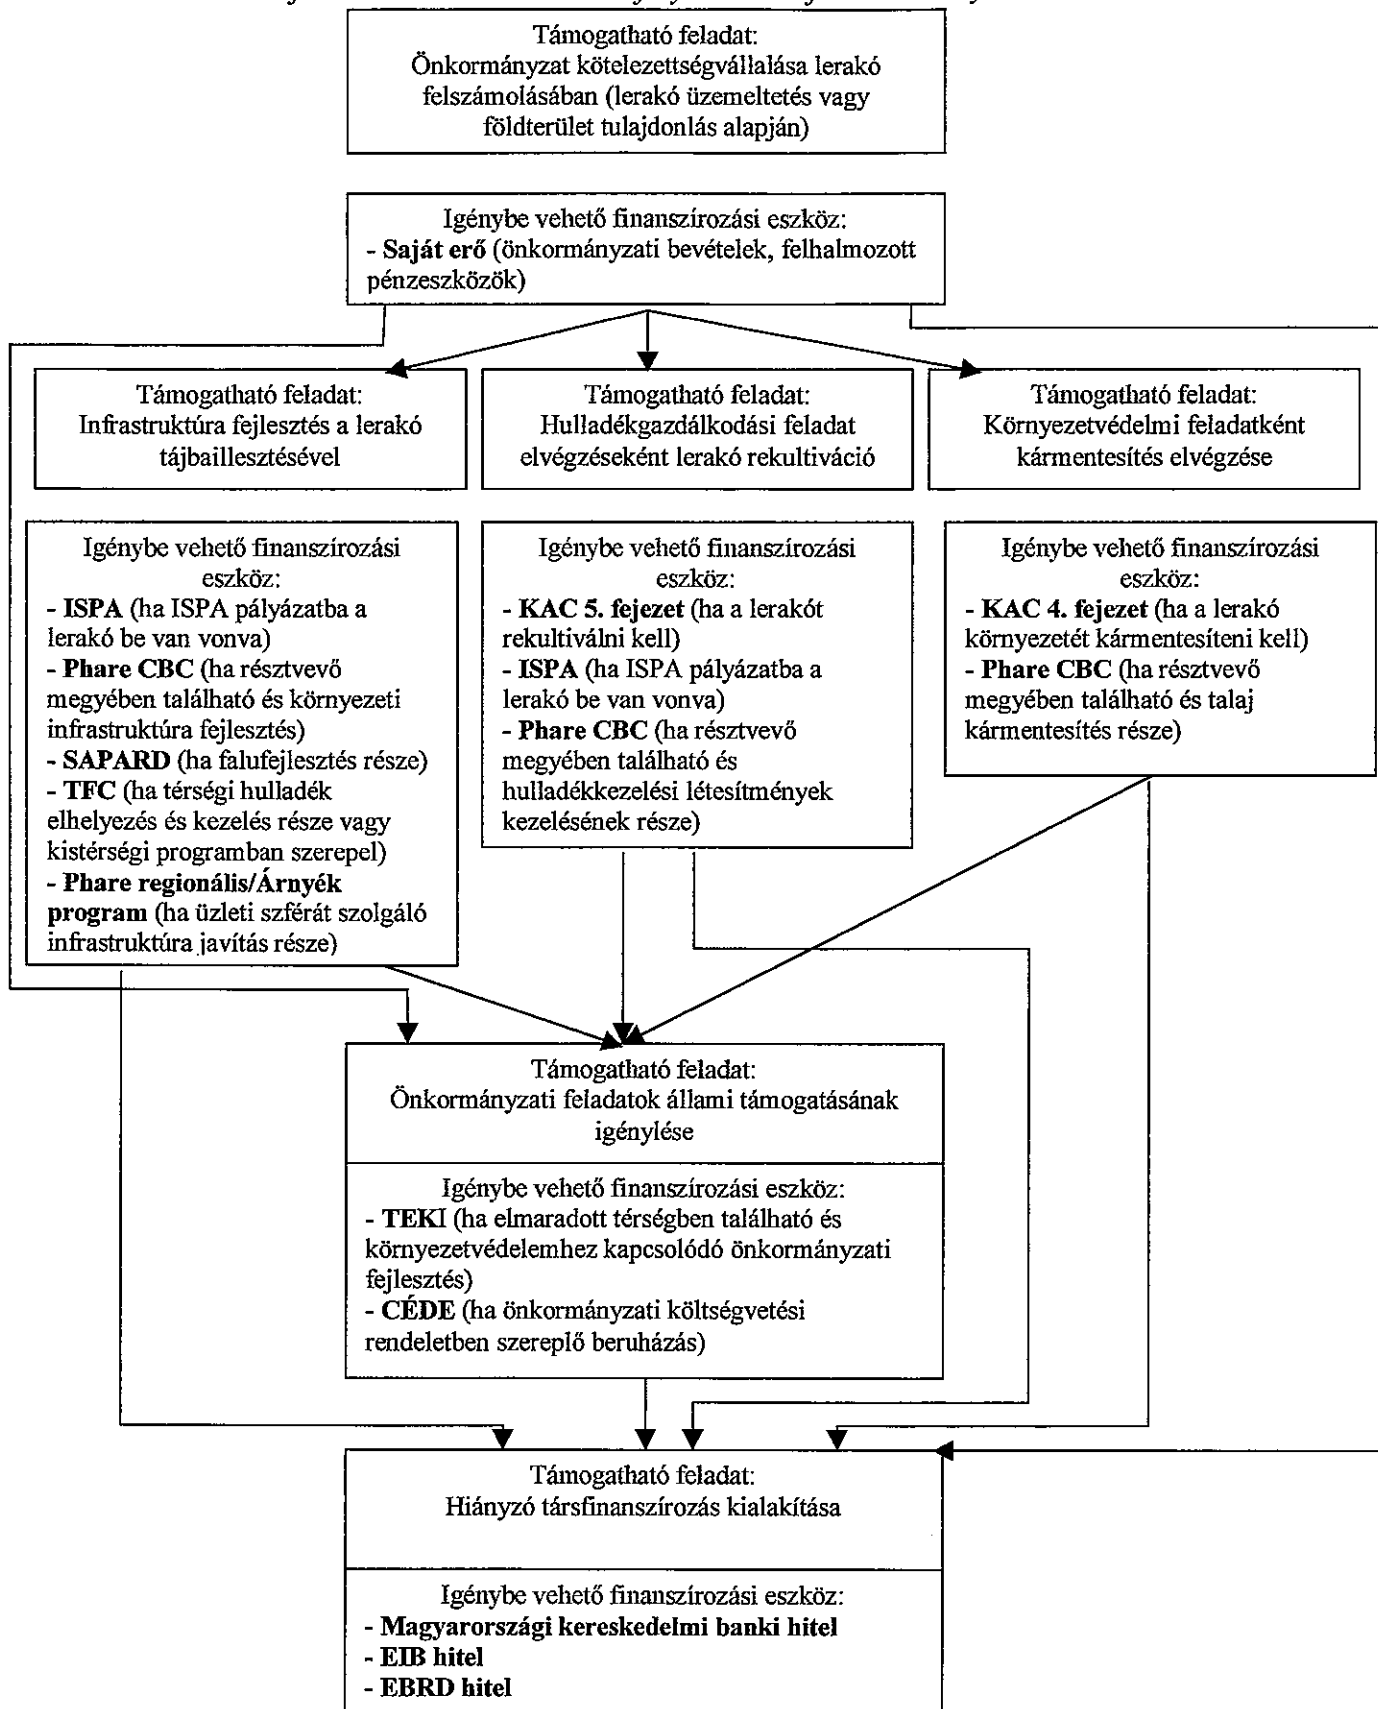 Támogatható feladat:
Önkormányzat kötelezettségvállalása lerakó
felszámolásában (lerakó üzemeltetés vagy
földterület tulajdonlás alapján)
Igénybe vehető finanszírozási eszköz:
- Saját erő (önkormányzati bevételek, felhalmozott
pénzeszközök)
Támogatható feladat:
Infrastruktúra fejlesztés a lerakó
tájbaillesztésével
Támogatható feladat:
Hulladékgazdálkodási feladat
elvégzéseként lerakó rekultiváció
Támogatható feladat:
Környezetvédelmi feladatként
kármentesítés elvégzése
Igénybe vehető finanszírozási
eszköz:
- ISPA (ha ISPA pályázatba a
lerakó be van vonva)
- Phare CBC (ha résztvevő
megyében található és környezeti
infrastruktúra fejlesztés)
- SAPARD (ha falufejlesztés része)
- TFC (ha térségi hulladék
elhelyezés és kezelés része vagy
kistérségi programban szerepel)
- Phare regionális/Árnyék
program (ha üzleti szférát szolgáló
infrastruktúra javítás része)
Igénybe vehető finanszírozási
eszköz:
- KAC 5. fejezet (ha a lerakót
rekultiválni kell)
- ISPA (ha ISPA pályázatba a
lerakó be van vonva)
- Phare CBC (ha résztvevő
megyében található és
hulladékkezelési létesítmények
kezelésének része)
Igénybe vehető finanszírozási
eszköz:
- KAC 4. fejezet (ha a lerakó
környezetét kármentesíteni kell)
- Phare CBC (ha résztvevő
megyében található és talaj
kármentesítés része)
Támogatható feladat:
Önkormányzati feladatok állami támogatásának
igénylése
Igénybe vehető finanszírozási eszköz:
- TEKI (ha elmaradott térségben található és
környezetvédelemhez kapcsolódó önkormányzati
fejlesztés)
- CÉDE (ha önkormányzati költségvetési
rendeletben szereplő beruházás)
Támogatható feladat:
Hiányzó társfinanszírozás kialakítása
Igénybe vehető finanszírozási eszköz:
- Magyarországi kereskedelmi banki hitel
- EIB hitel
- EBRD hitel